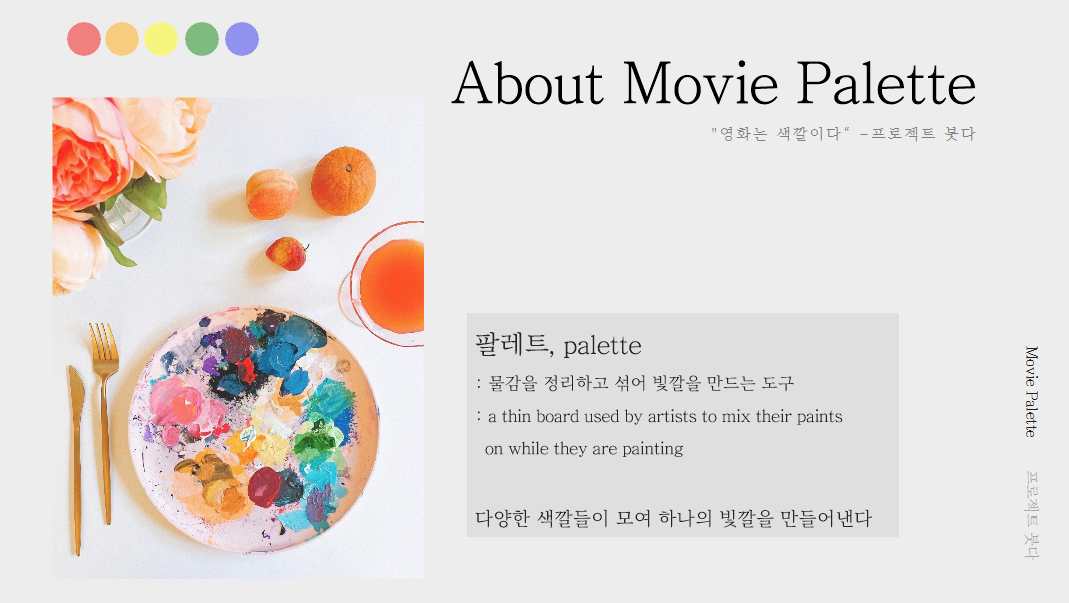 About Movie Palette
"영화는 색깔이다“ -프로젝트 붓다
팔레트, palette
: 물감을 정리하고 섞어 빛깔을 만드는 도구
: a thin board used by artists to mix their paints
on while they are painting
다양한 색깔들이 모여 하나의 빛깔을 만들어낸다
Movie Palette
프로젝트 붓다